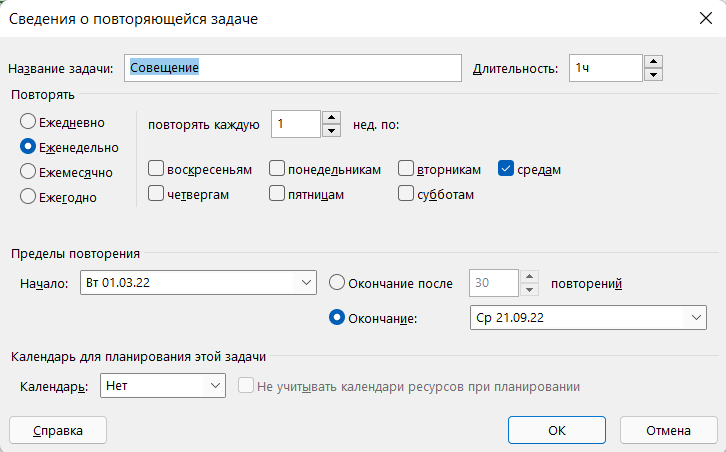 Сведения о повторяющейся задаче
Название задачи: Совещение Длительность: 1ч
Повторять
Ежедневно
Еженедельно
Ежемесячно
Ежегодно
повторять каждую 1 нед. по:
воскресеньям понедельникам вторникам средам
четвергам пятницам субботам
Пределы повторения
Начало: Вт 01.03.22 Окончание после 30 повторений
Окончание: Ср 21.09.22
Календарь для планирования этой задачи
Календарь: Нет Не учитывать календари ресурсов при планировании
Справка ОК Отмена